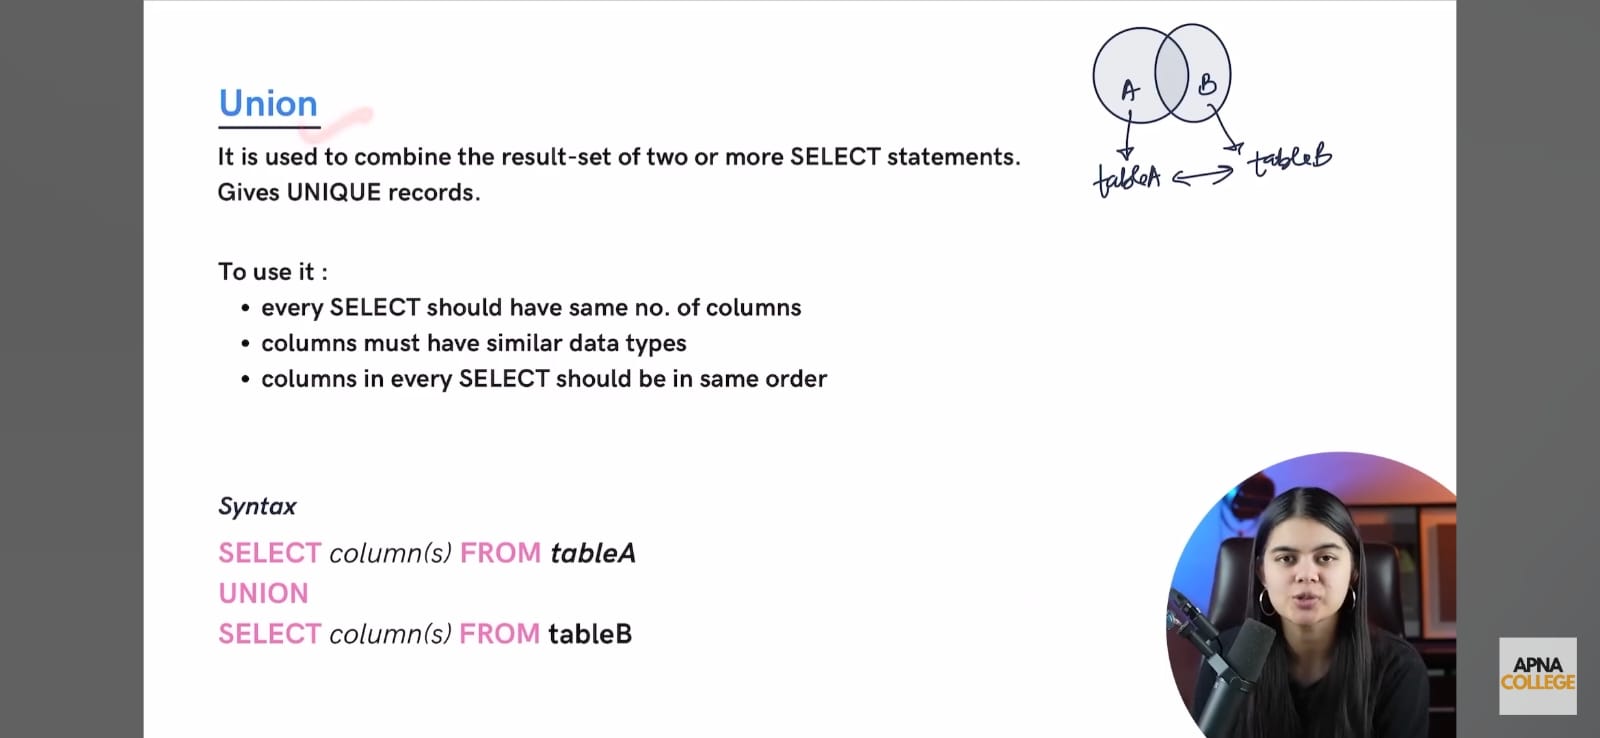 Union
It is used to combine the result-set of two or more SELECT statements.
Gives UNIQUE records.
To use it :
• every SELECT should have same no. of columns
• columns must have similar data types
• columns in every SELECT should be in same order
Syntax
SELECT column(s) FROM tableA
UNION
SELECT column(s) FROM tableB
A
B
tableA
tableB
APNA
COLLEGE